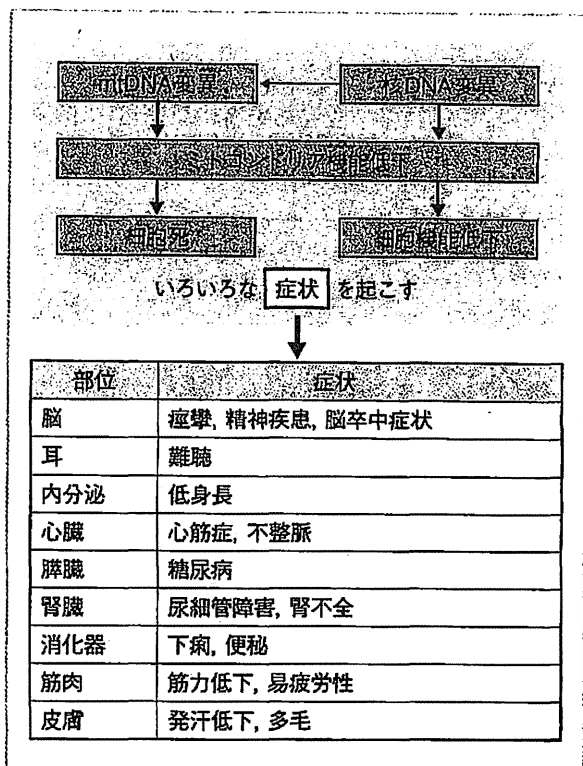 mtDNA変異 核DNA変異
ミトコンドリア機能低下
細胞死 細胞機能低下
いろいろな 症状 を起こす
部位 症状
脳 痙攣, 精神疾患, 脳卒中症状
耳 難聴
内分泌 低身長
心臓 心筋症, 不整脈
膵臓 糖尿病
腎臓 尿細管障害, 腎不全
消化器 下痢, 便秘
筋肉 筋力低下, 易疲労性
皮膚 発汗低下, 多毛